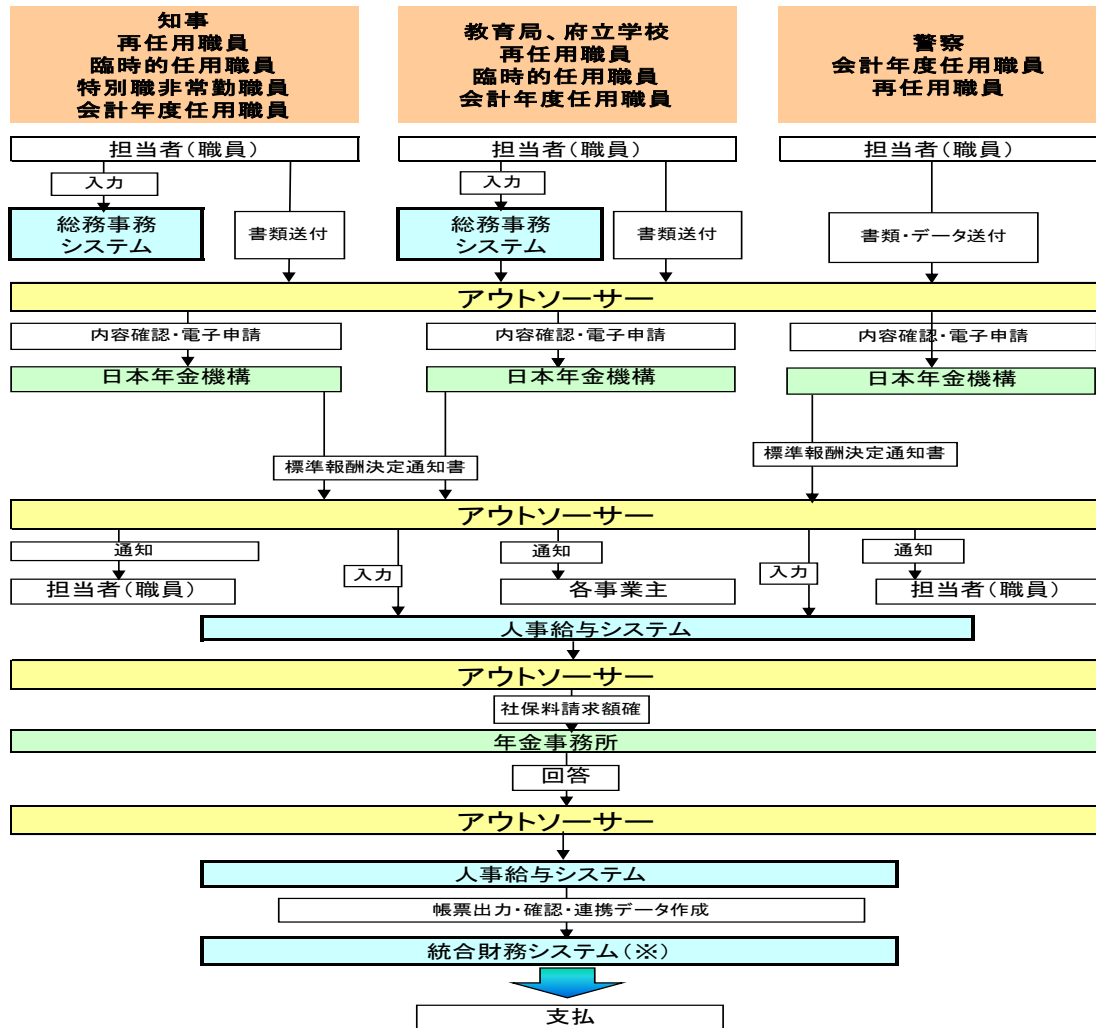 知事
再任用職員
臨時的任用職員
特別職非常勤職員
会計年度任用職員
教育局、府立学校
再任用職員
臨時的任用職員
会計年度任用職員
警察
会計年度任用職員
再任用職員
担当者(職員)
担当者(職員)
担当者(職員)
入力
入力
総務事務
システム
書類送付
総務事務
システム
書類送付
書類・データ送付
アウトソーサー
内容確認・電子申請
内容確認・電子申請
内容確認・電子申請
日本年金機構
日本年金機構
日本年金機構
標準報酬決定通知書
標準報酬決定通知書
アウトソーサー
通知
入力
通知
入力
通知
担当者(職員)
各事業主
担当者(職員)
人事給与システム
アウトソーサー
社保料請求額確
年金事務所
回答
アウトソーサー
人事給与システム
帳票出力・確認・連携データ作成
統合財務システム(※)
支払